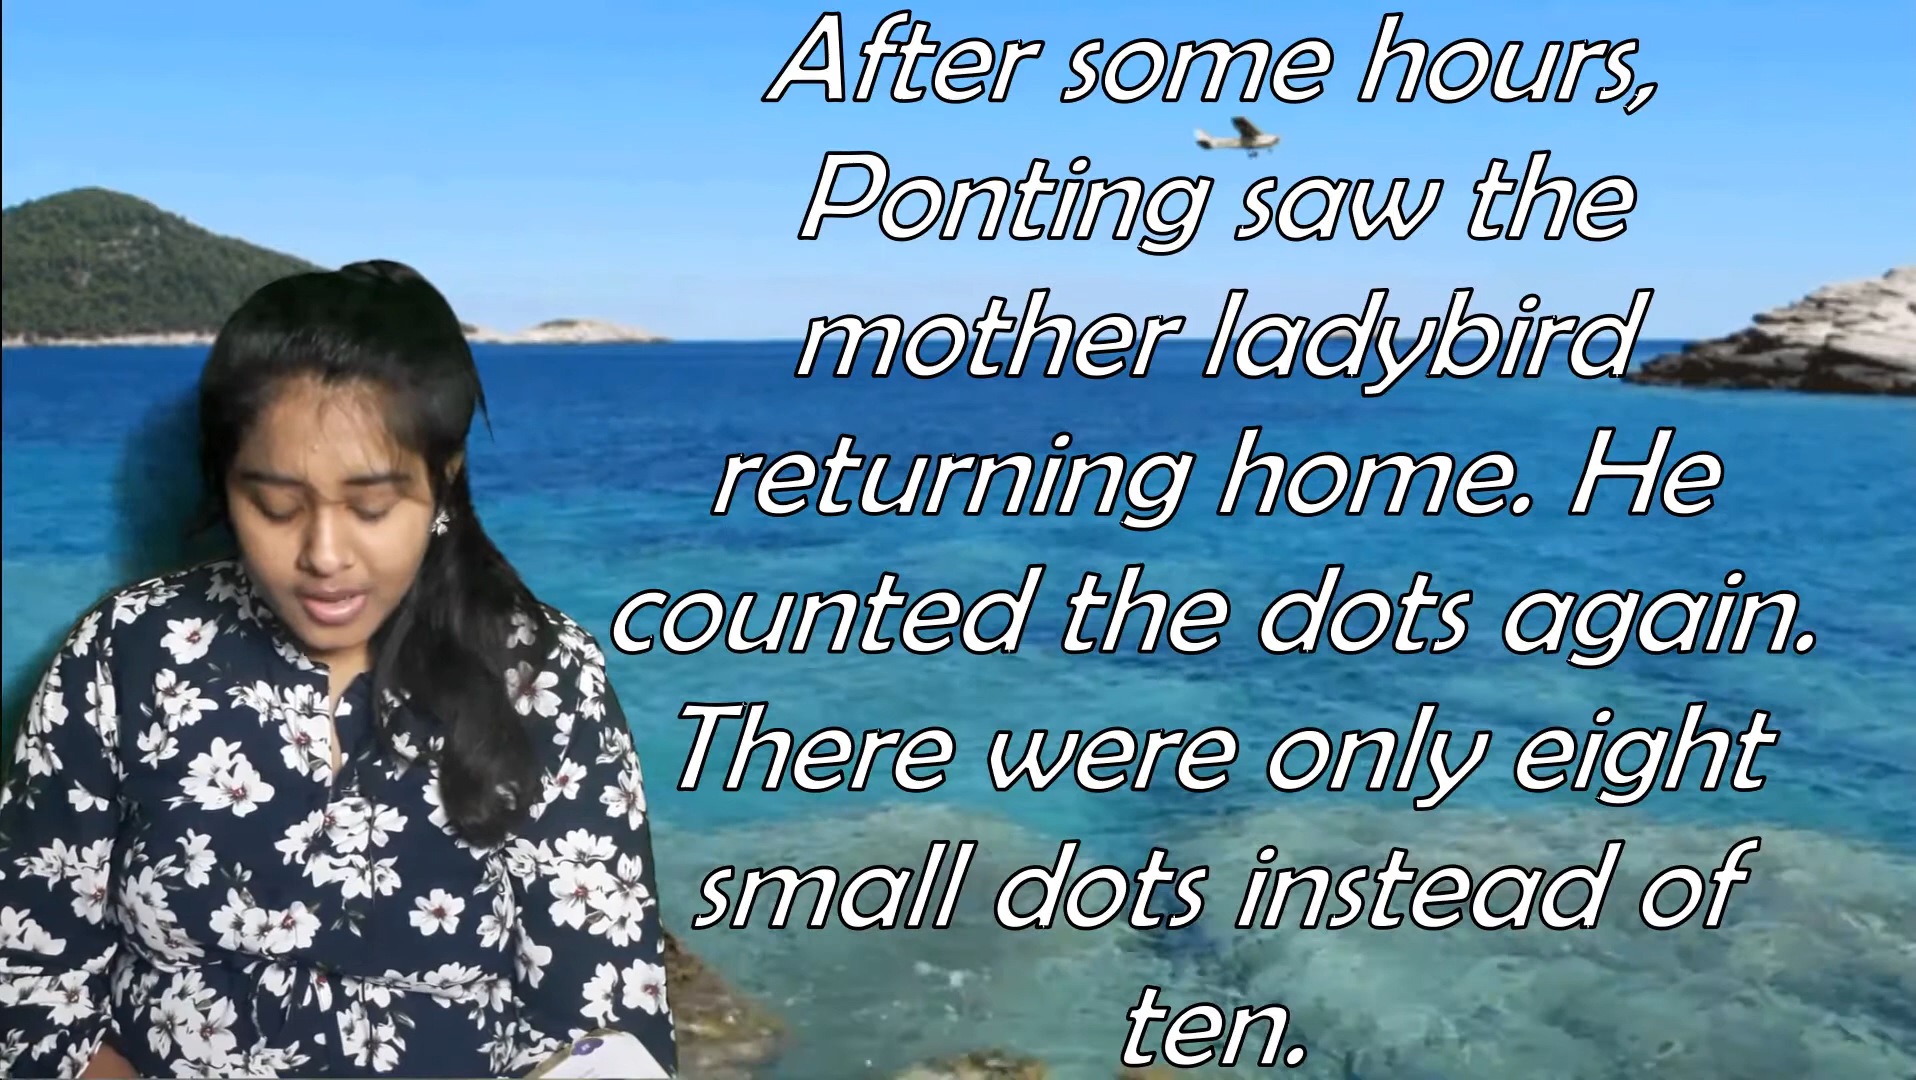 After some hours,
Ponting saw the
mother ladybird
returning home. He
counted the dots again.
There were only eight
small dots instead of
ten.